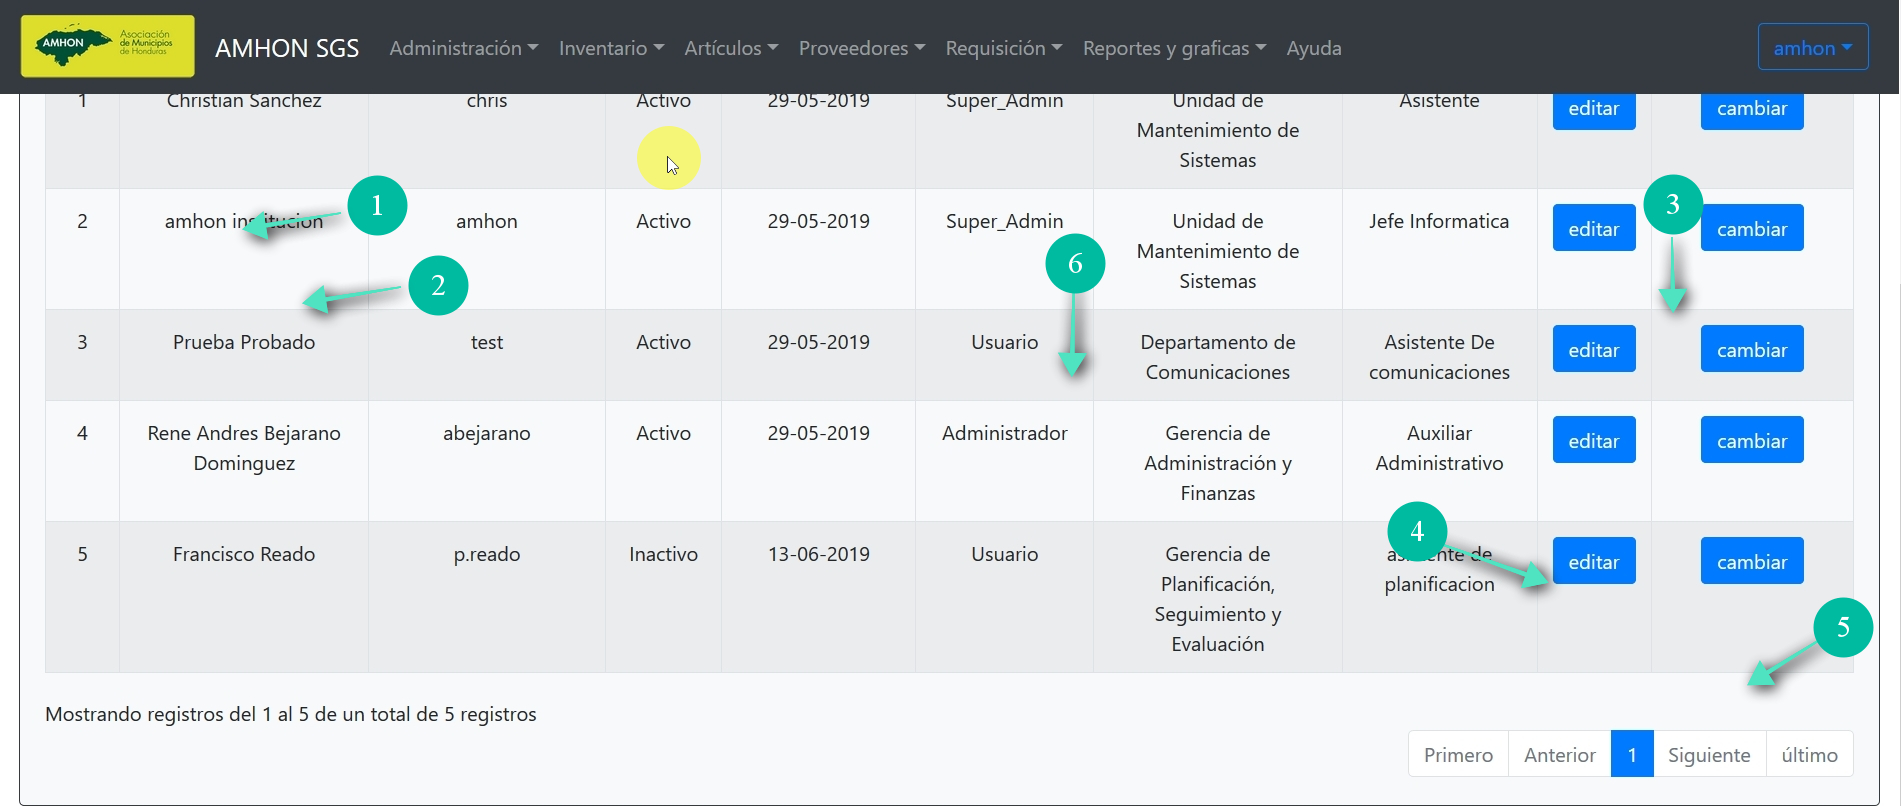 AMHON
Asociación
de Municipios
de Honduras
AMHON SGS Administración Inventario Artículos Proveedores Requisición Reportes y graficas Ayuda amhon
1 Christian Sanchez chris Activo 29-05-2019 Super_Admin Unidad de Mantenimiento de Sistemas Asistente editar cambiar
2 amhon institucion amhon Activo 29-05-2019 Super_Admin Unidad de Mantenimiento de Sistemas Jefe Informatica editar cambiar
3 Prueba Probado test Activo 29-05-2019 Usuario Departamento de Comunicaciones Asistente De comunicaciones editar cambiar
4 Rene Andres Bejarano Dominguez abejarano Activo 29-05-2019 Administrador Gerencia de Administración y Finanzas Auxiliar Administrativo editar cambiar
5 Francisco Reado p.reado Inactivo 13-06-2019 Usuario Gerencia de Planificación, Seguimiento y Evaluación asistente de planificacion editar cambiar
1
2
3
6
4
5
Mostrando registros del 1 al 5 de un total de 5 registros
Primero Anterior 1 Siguiente último